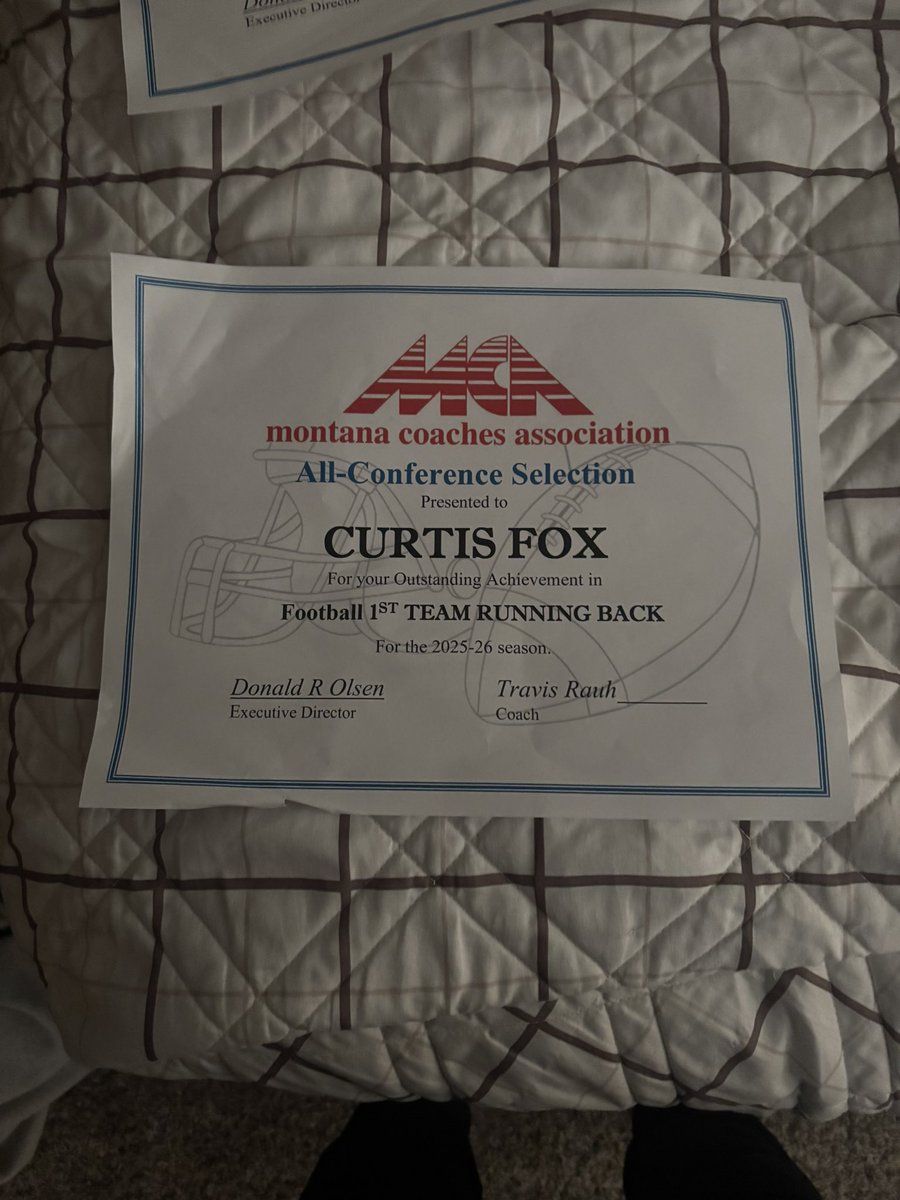 Executive Director
MCA
montana coaches association
All-Conference Selection
Presented to
CURTIS FOX
For your Outstanding Achievement in
Football 1ST TEAM RUNNING BACK
For the 2025-26 season.
Donald R Olsen
Executive Director
Travis Rauh________
Coach